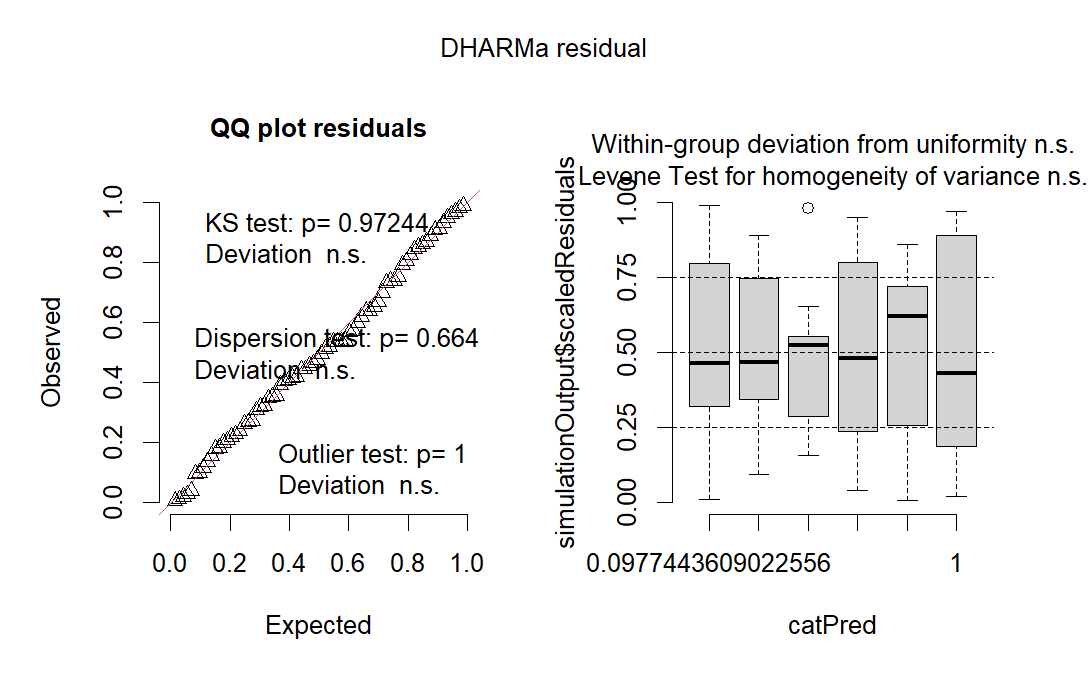 DHARMa residual
QQ plot residuals
KS test: p= 0.97244
Deviation  n.s.
Dispersion test: p= 0.664
Deviation  n.s.
Outlier test: p= 1
Deviation  n.s.
Observed
0.0 0.2 0.4 0.6 0.8 1.0
0.0 0.2 0.4 0.6 0.8 1.0
Expected
Within-group deviation from uniformity n.s.
Levene Test for homogeneity of variance n.s.
simulationOutput$scaledResiduals
0.00 0.25 0.50 0.75 1.00
0.0977443609022556 1
catPred